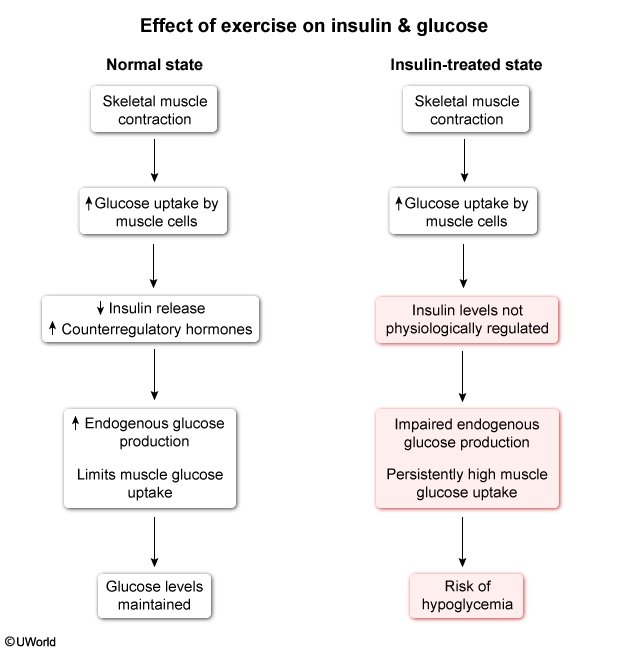 Effect of exercise on insulin & glucose
Normal state
Skeletal muscle
contraction
↑Glucose uptake by
muscle cells
↓ Insulin release
↑ Counterregulatory hormones
↑ Endogenous glucose
production
Limits muscle glucose
uptake
Glucose levels
maintained
Insulin-treated state
Skeletal muscle
contraction
↑Glucose uptake by
muscle cells
Insulin levels not
physiologically regulated
Impaired endogenous
glucose production
Persistently high muscle
glucose uptake
Risk of
hypoglycemia
©UWorld